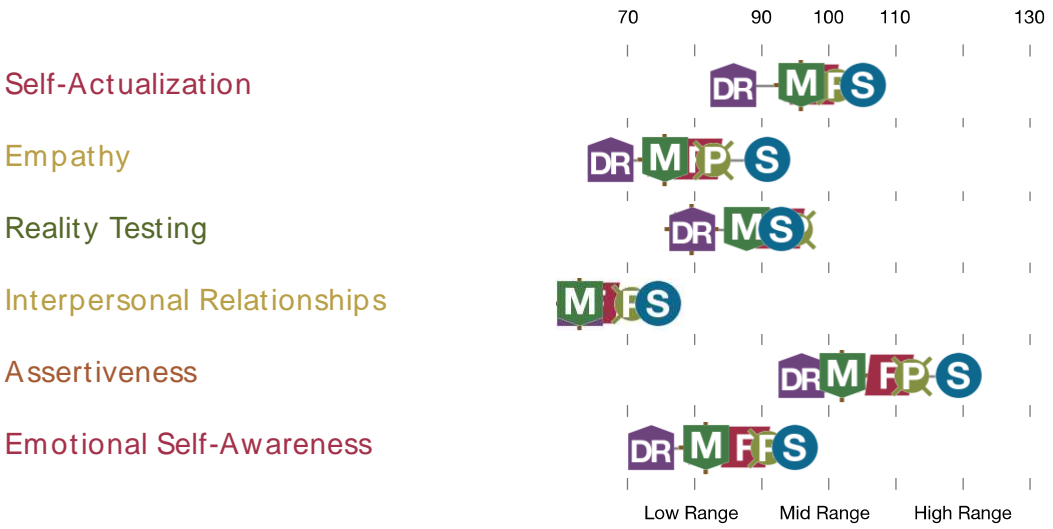 70 90 100 110 130
Self-Actualization DR M P S
Empathy DR M F P S
Reality Testing DR M S
Interpersonal Relationships M P S
Assertiveness DR M F P S
Emotional Self-Awareness DR M F P S
Low Range Mid Range High Range